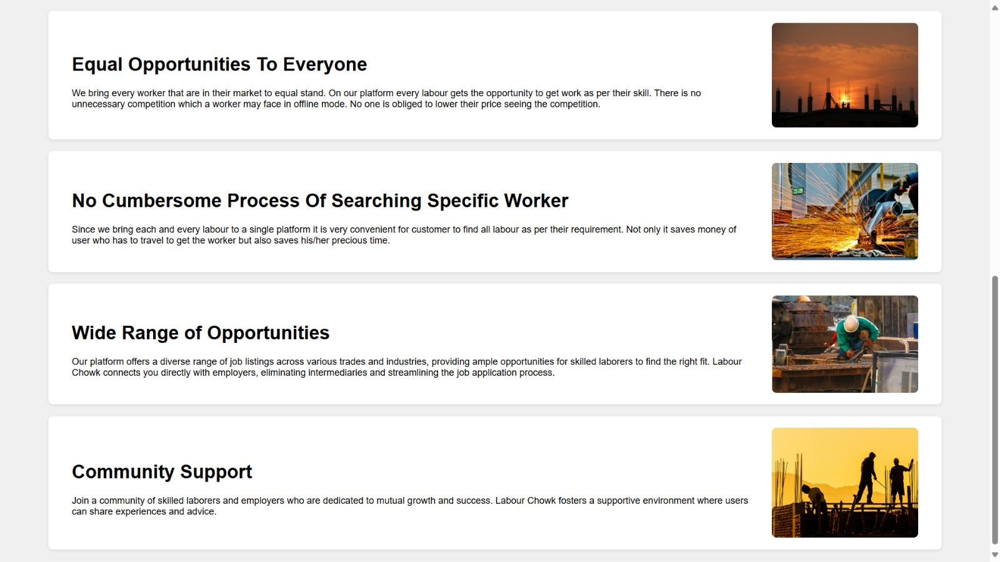 Equal Opportunities To Everyone
We bring every worker that are in their market to equal stand. On our platform every labour gets the opportunity to get work as per their skill. There is no
unnecessary competition which a worker may face in offline mode. No one is obliged to lower their price seeing the competition.
No Cumbersome Process Of Searching Specific Worker
Since we bring each and every labour to a single platform it is very convenient for customer to find all labour as per their requirement. Not only it saves money of
user who has to travel to get the worker but also saves his/her precious time.
Wide Range of Opportunities
Our platform offers a diverse range of job listings across various trades and industries, providing ample opportunities for skilled laborers to find the right fit. Labour
Chowk connects you directly with employers, eliminating intermediaries and streamlining the job application process.
Community Support
Join a community of skilled laborers and employers who are dedicated to mutual growth and success. Labour Chowk fosters a supportive environment where users
can share experiences and advice.